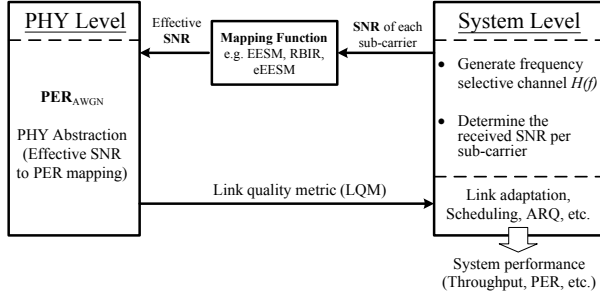 PHY Level
PER_AWGN
PHY Abstraction
(Effective SNR
to PER mapping)
Effective
SNR
Mapping Function
e.g. EESM, RBIR,
eEESM
SNR of each
sub-carrier
Link quality metric (LQM)
System Level
• Generate frequency
selective channel H(f)
• Determine the
received SNR per
sub-carrier
Link adaptation,
Scheduling, ARQ, etc.
System performance
(Throughput, PER, etc.)